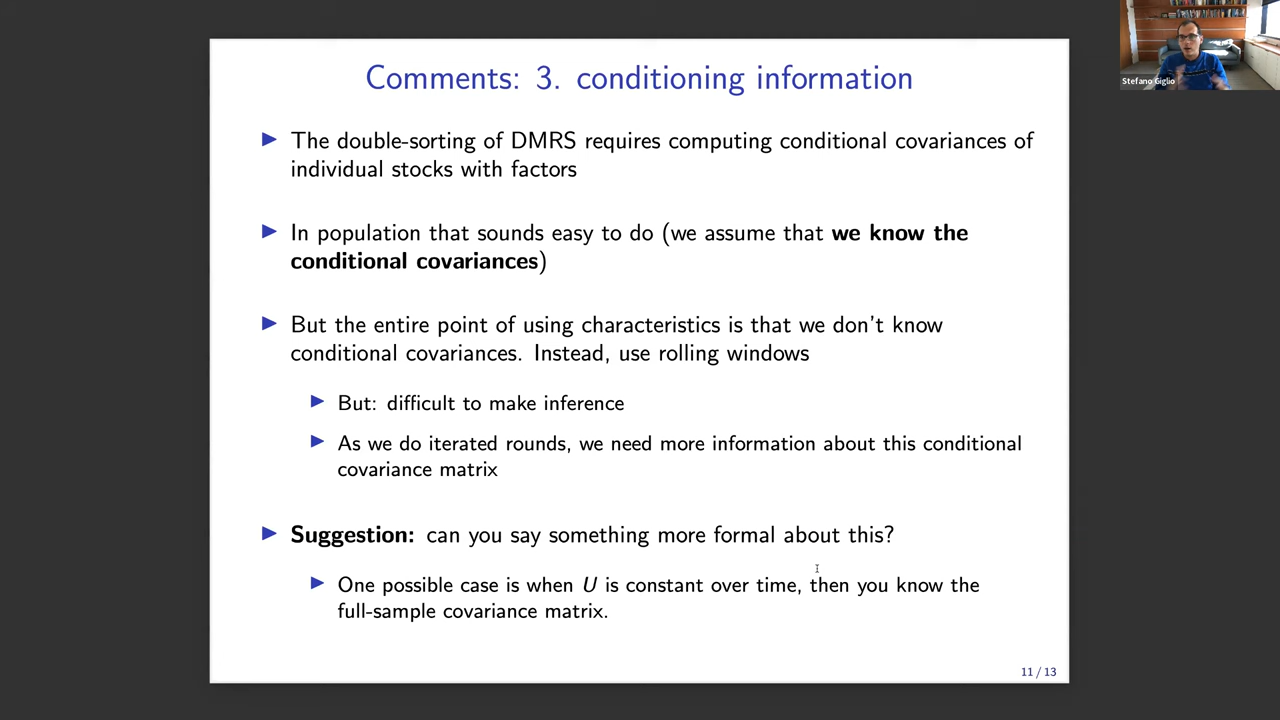 Comments: 3. conditioning information
Stefano Giglio
The double-sorting of DMRS requires computing conditional covariances of
individual stocks with factors
In population that sounds easy to do (we assume that we know the
conditional covariances)
But the entire point of using characteristics is that we don't know
conditional covariances. Instead, use rolling windows
But: difficult to make inference
As we do iterated rounds, we need more information about this conditional
covariance matrix
Suggestion: can you say something more formal about this?
One possible case is when U is constant over time, then you know the
full-sample covariance matrix.
11 / 13